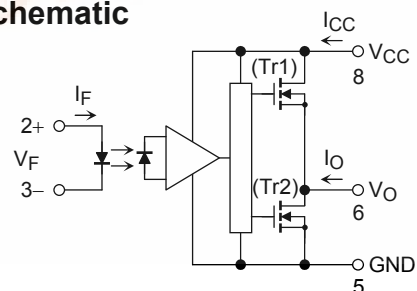 chematic
ICC
VCC
8
(Tr1)
IF
2+
VF
3−
(Tr2)
IO
VO
6
GND
5